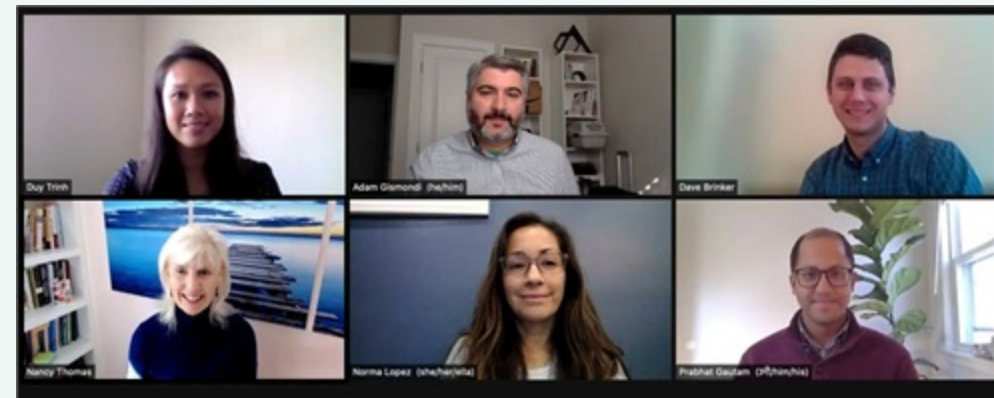 Duy Trinh
Adam Gismondi (he/him)
Dave Brinker
Nancy Thomas
Norma Lopez (she/her/ella)
Prabhat Gautam (ऊ/him/his)